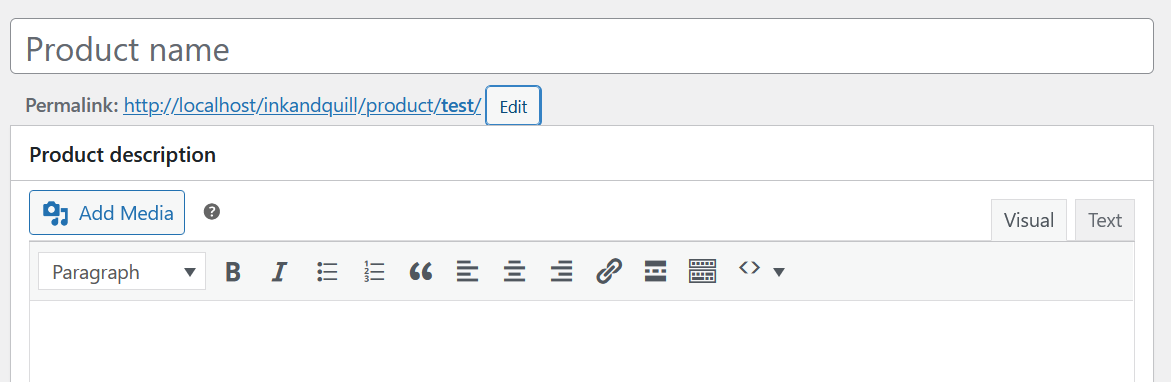 Product name
Permalink: http://localhost/inkandquill/product/test/ Edit
Product description
Add Media ?
Visual Text
Paragraph B I